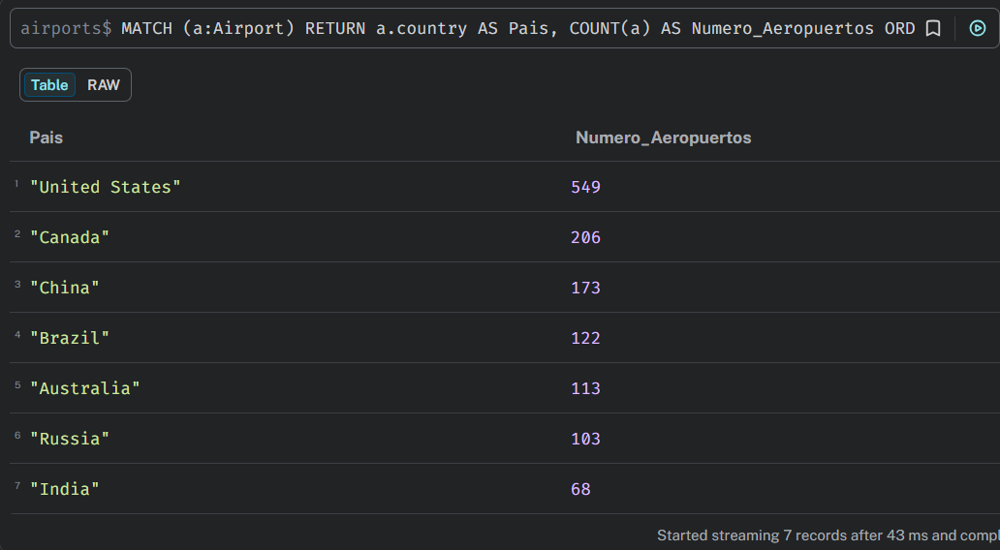 airports$ MATCH (a:Airport) RETURN a.country AS Pais, COUNT(a) AS Numero_Aeropuertos ORD
Table RAW
Pais Numero_Aeropuertos
1 "United States" 549
2 "Canada" 206
3 "China" 173
4 "Brazil" 122
5 "Australia" 113
6 "Russia" 103
7 "India" 68
Started streaming 7 records after 43 ms and compl